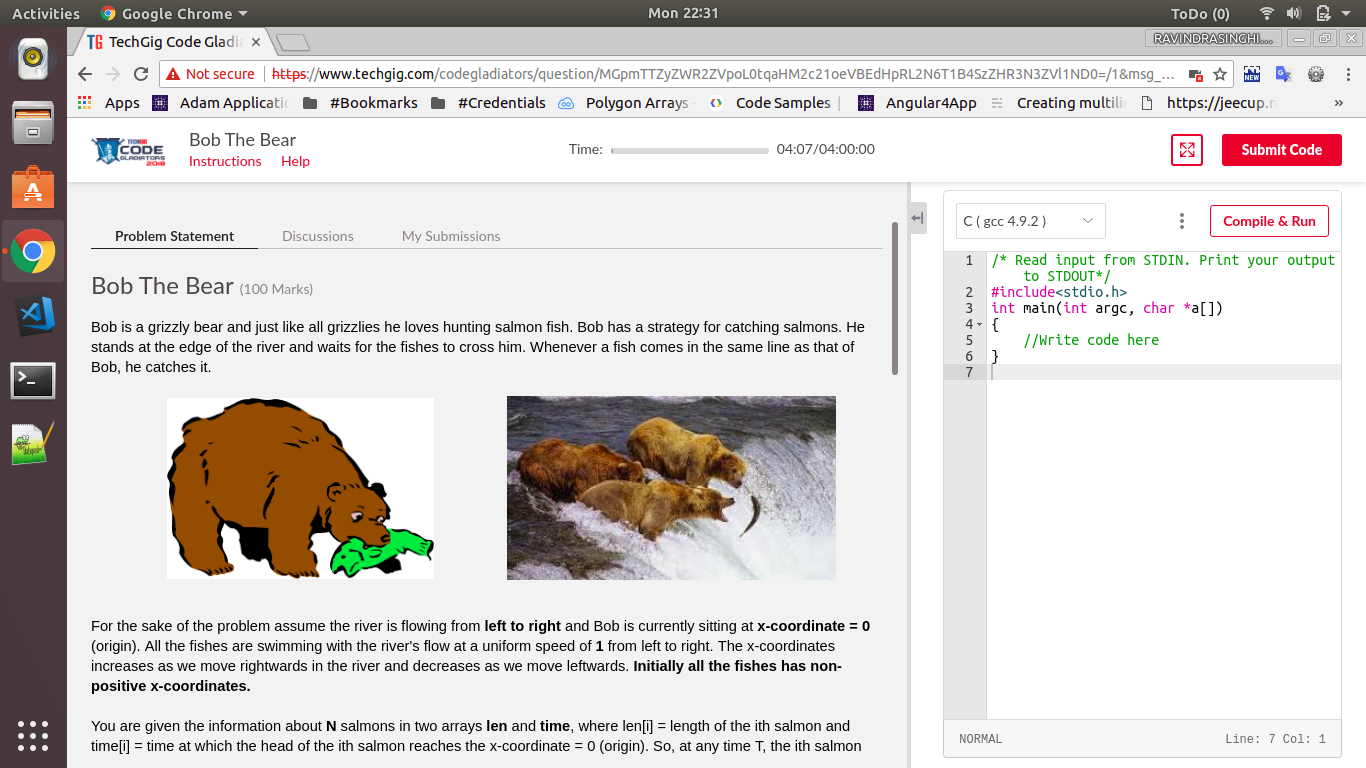 Activities Google Chrome Mon 22:31 ToDo (0)
TechGig Code Gladi RAVINDRASINGHI....
Not secure https://www.techgig.com/codegladiators/question/MGpmTTZyZWR2ZVpoL0tqaHM2c21oeVBEdHpRL2N6T1B4SzZHR3N3ZVl1ND0=/1&msg_...
Apps Adam Applicatio #Bookmarks #Credentials Polygon Arrays Code Samples | Angular4App Creating multili https://jeecup.n »
TECHGIG CODE GLADIATORS 2018
Bob The Bear
Instructions Help
Time: 04:07/04:00:00
Submit Code
Problem Statement Discussions My Submissions
Bob The Bear (100 Marks)
Bob is a grizzly bear and just like all grizzlies he loves hunting salmon fish. Bob has a strategy for catching salmons. He
stands at the edge of the river and waits for the fishes to cross him. Whenever a fish comes in the same line as that of
Bob, he catches it.
For the sake of the problem assume the river is flowing from left to right and Bob is currently sitting at x-coordinate = 0
(origin). All the fishes are swimming with the river's flow at a uniform speed of 1 from left to right. The x-coordinates
increases as we move rightwards in the river and decreases as we move leftwards. Initially all the fishes has non-
positive x-coordinates.
You are given the information about N salmons in two arrays len and time, where len[i] = length of the ith salmon and
time[i] = time at which the head of the ith salmon reaches the x-coordinate = 0 (origin). So, at any time T, the ith salmon
C ( gcc 4.9.2 )
Compile & Run
1 /* Read input from STDIN. Print your output
to STDOUT*/
2 #include<stdio.h>
3 int main(int argc, char *a[])
4 {
5 //Write code here
6 }
7
NORMAL Line: 7 Col: 1